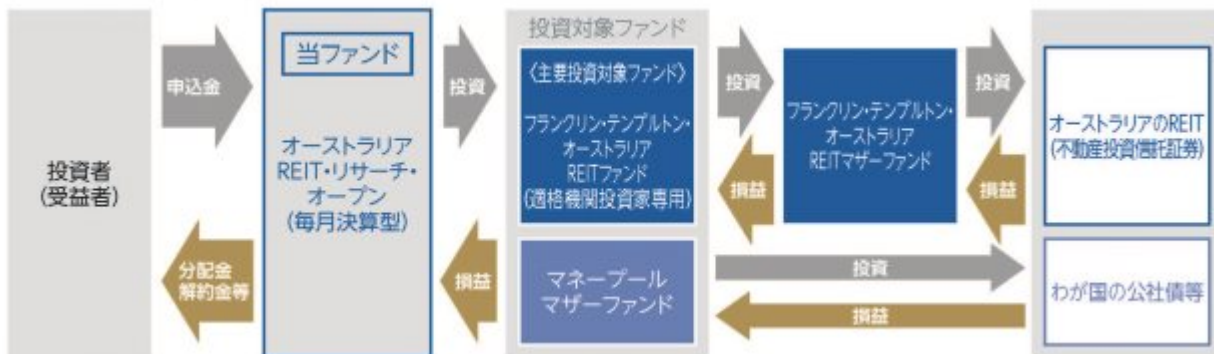 投資者
(受益者)
申込金
分配金
解約金等
当ファンド
オーストラリア
REIT・リサーチ・
オープン
(毎月決算型)
投資
損益
投資対象ファンド
〈主要投資対象ファンド〉
フランクリン・テンプルトン・
オーストラリア
REITファンド
(適格機関投資家専用)
マネープール
マザーファンド
投資
損益
フランクリン・テンプルトン・
オーストラリア
REITマザーファンド
投資
損益
投資
損益
オーストラリアのREIT
(不動産投資信託証券)
わが国の公社債等